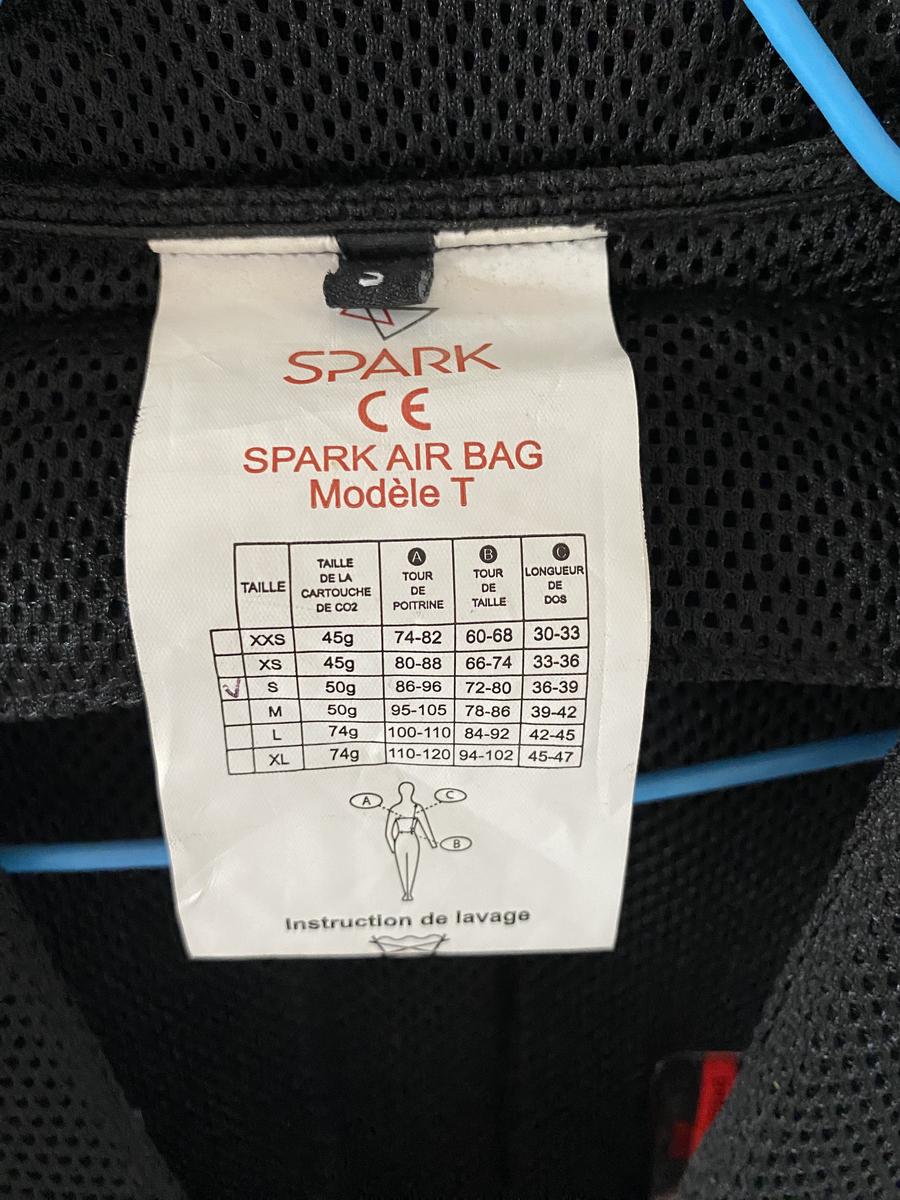 SPARK
CE
SPARK AIR BAG
Modèle T
TAILLE TAILLE DE LA CARTOUCHE DE CO2 A TOUR DE POITRINE B TOUR DE TAILLE C LONGUEUR DE DOS
XXS 45g 74-82 60-68 30-33
XS 45g 80-88 66-74 33-36
S 50g 86-96 72-80 36-39
M 50g 95-105 78-86 39-42
L 74g 100-110 84-92 42-45
XL 74g 110-120 94-102 45-47
A C
B
Instruction de lavage